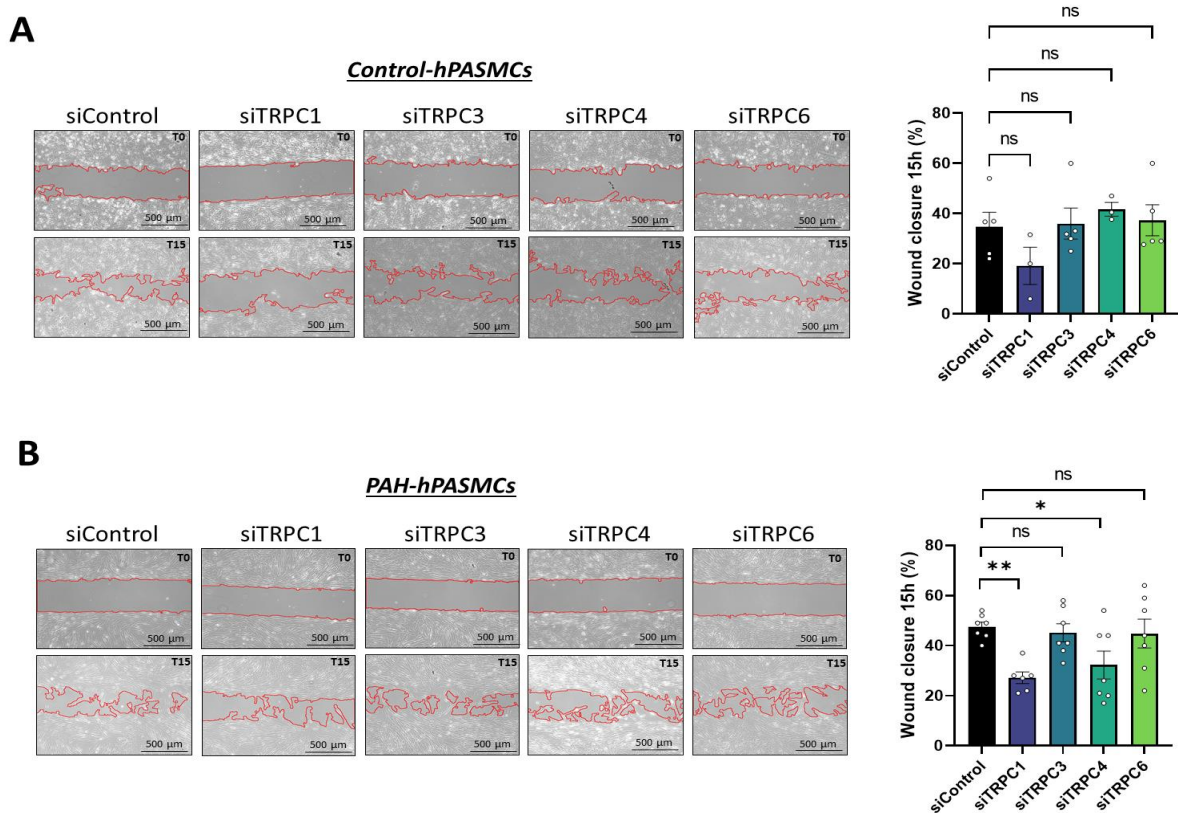 A
Control-hPASMCs
siControl siTRPC1 siTRPC3 siTRPC4 siTRPC6
T0 T0 T0 T0 T0
500 µm 500 µm 500 µm 500 µm 500 µm
T15 T15 T15 T15 T15
500 µm 500 µm 500 µm 500 µm 500 µm
ns
ns
ns
ns
Wound closure 15h (%)
80
60
40
20
0
siControl
siTRPC1
siTRPC3
siTRPC4
siTRPC6
B
PAH-hPASMCs
siControl siTRPC1 siTRPC3 siTRPC4 siTRPC6
T0 T0 T0 T0 T0
500 µm 500 µm 500 µm 500 µm 500 µm
T15 T15 T15 T15 T15
500 µm 500 µm 500 µm 500 µm 500 µm
ns
*
ns
**
Wound closure 15h (%)
80
60
40
20
0
siControl
siTRPC1
siTRPC3
siTRPC4
siTRPC6